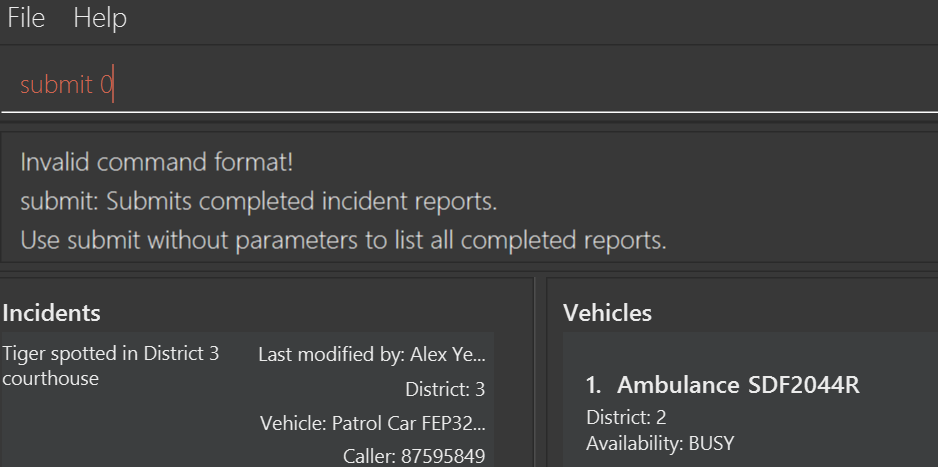 File Help
submit 0
Invalid command format!
submit: Submits completed incident reports.
Use submit without parameters to list all completed reports.
Incidents
Tiger spotted in District 3
courthouse
Last modified by: Alex Ye...
District: 3
Vehicle: Patrol Car FEP32...
Caller: 87595849
Vehicles
1. Ambulance SDF2044R
District: 2
Availability: BUSY